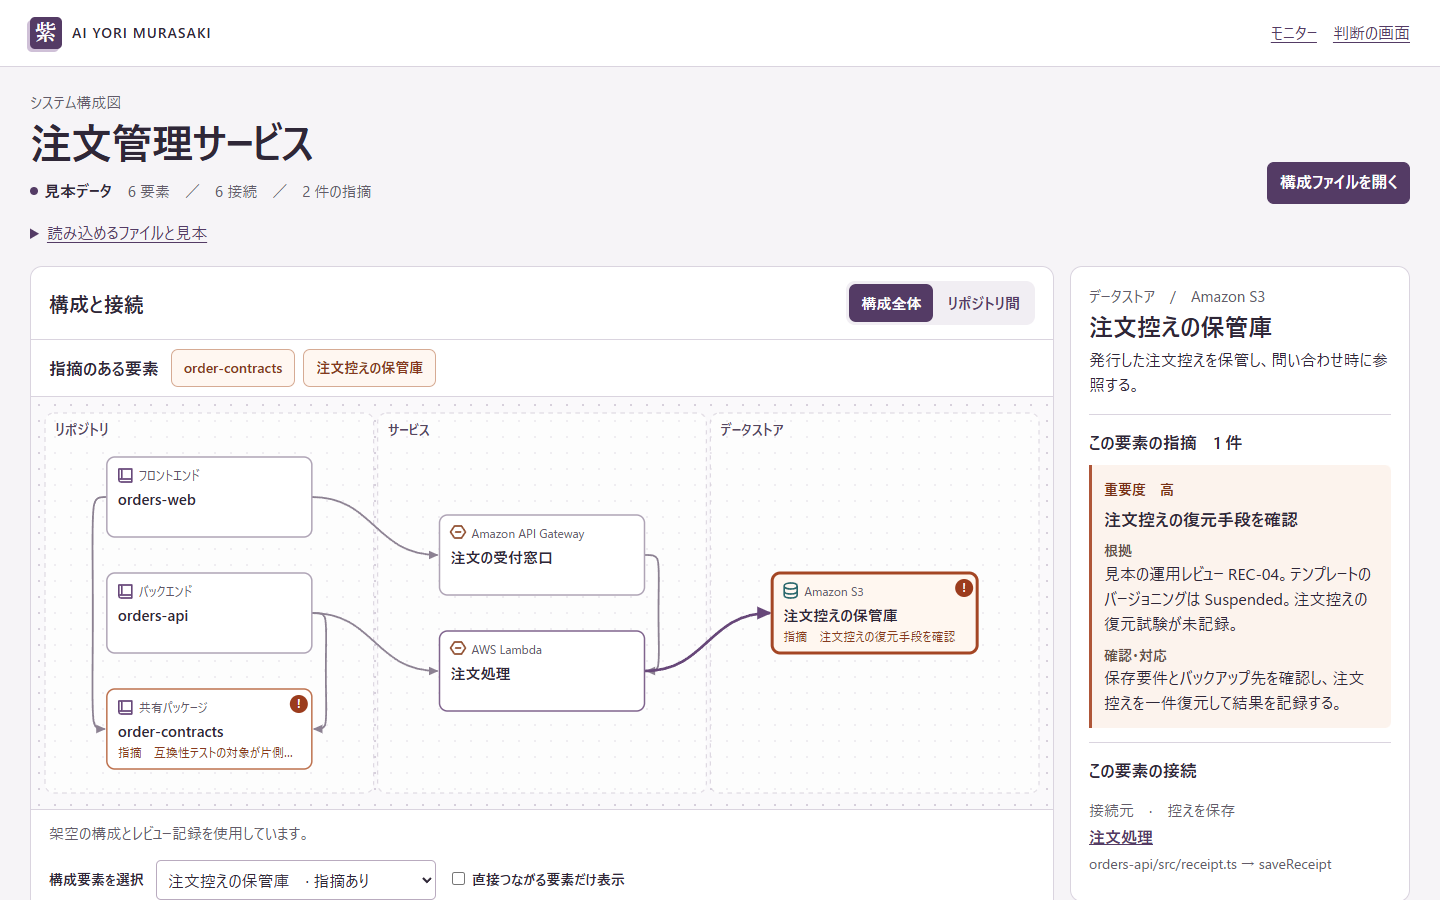 紫 AI YORI MURASAKI
モニター 判断の画面
システム構成図
注文管理サービス
見本データ 6 要素 ／ 6 接続 ／ 2 件の指摘
構成ファイルを開く
▶ 読み込めるファイルと見本
構成と接続
構成全体 リポジトリ間
指摘のある要素 order-contracts 注文控えの保管庫
リポジトリ
フロントエンド
orders-web
バックエンド
orders-api
共有パッケージ
!
order-contracts
指摘 互換性テストの対象が片側...
サービス
Amazon API Gateway
注文の受付窓口
AWS Lambda
注文処理
データストア
Amazon S3
!
注文控えの保管庫
指摘 注文控えの復元手段を確認
架空の構成とレビュー記録を使用しています。
構成要素を選択 注文控えの保管庫 ・指摘あり 直接つながる要素だけ表示
データストア / Amazon S3
注文控えの保管庫
発行した注文控えを保管し、問い合わせ時に参
照する。
この要素の指摘 1 件
重要度 高
注文控えの復元手段を確認
根拠
見本の運用レビュー REC-04。テンプレートの
バージョニングは Suspended。注文控えの
復元試験が未記録。
確認・対応
保存要件とバックアップ先を確認し、注文
控えを一件復元して結果を記録する。
この要素の接続
接続元 · 控えを保存
注文処理
orders-api/src/receipt.ts → saveReceipt